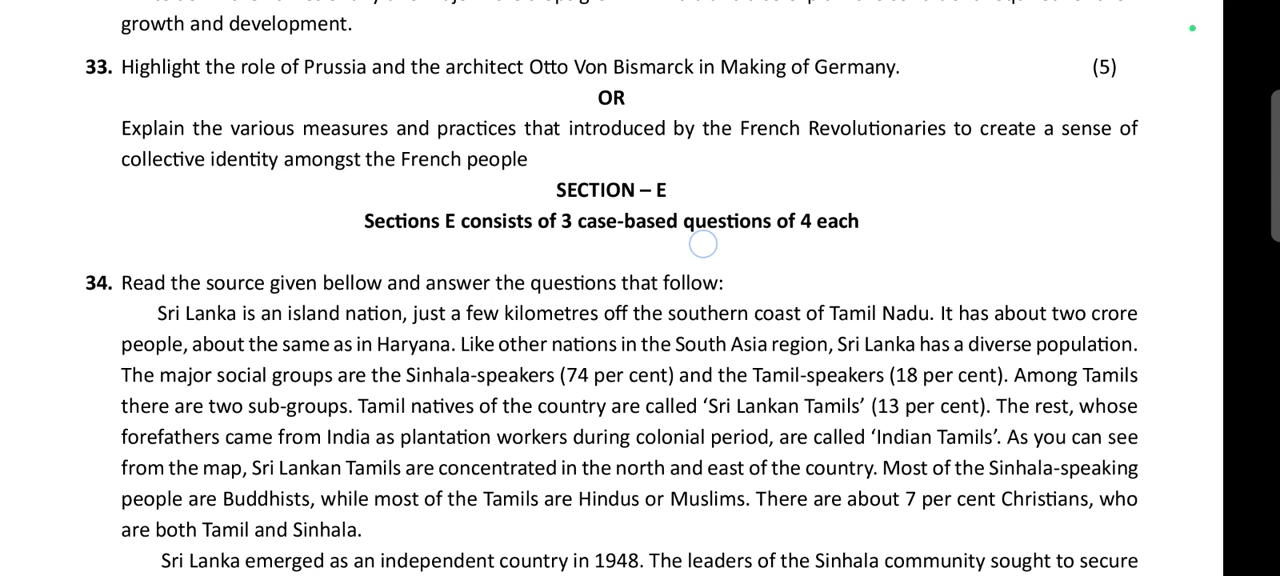 growth and development.
33. Highlight the role of Prussia and the architect Otto Von Bismarck in Making of Germany. (5)
OR
Explain the various measures and practices that introduced by the French Revolutionaries to create a sense of
collective identity amongst the French people
SECTION – E
Sections E consists of 3 case-based questions of 4 each
34. Read the source given bellow and answer the questions that follow:
Sri Lanka is an island nation, just a few kilometres off the southern coast of Tamil Nadu. It has about two crore
people, about the same as in Haryana. Like other nations in the South Asia region, Sri Lanka has a diverse population.
The major social groups are the Sinhala-speakers (74 per cent) and the Tamil-speakers (18 per cent). Among Tamils
there are two sub-groups. Tamil natives of the country are called ‘Sri Lankan Tamils’ (13 per cent). The rest, whose
forefathers came from India as plantation workers during colonial period, are called ‘Indian Tamils’. As you can see
from the map, Sri Lankan Tamils are concentrated in the north and east of the country. Most of the Sinhala-speaking
people are Buddhists, while most of the Tamils are Hindus or Muslims. There are about 7 per cent Christians, who
are both Tamil and Sinhala.
Sri Lanka emerged as an independent country in 1948. The leaders of the Sinhala community sought to secure